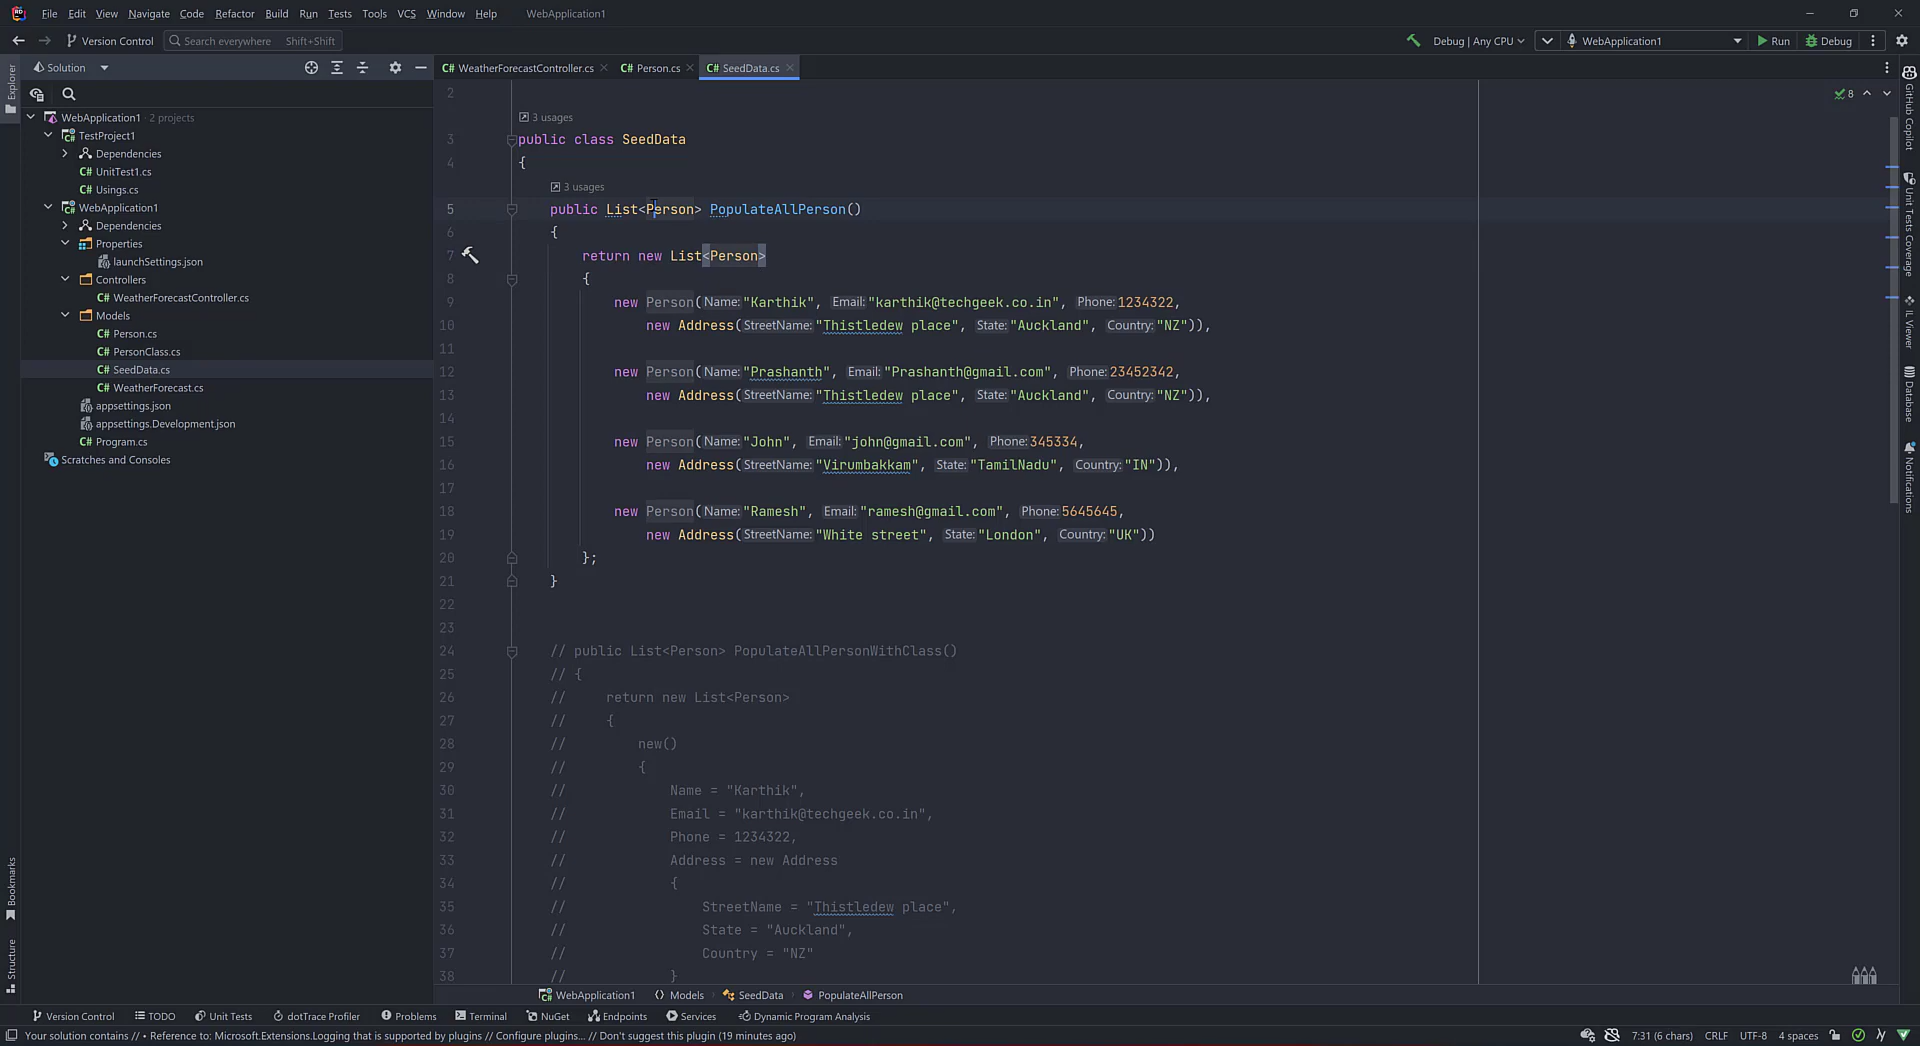 File Edit View Navigate Code Refactor Build Run Tests Tools VCS Window Help WebApplication1
Version Control Search everywhere Shift+Shift Debug | Any CPU WebApplication1 Run Debug
Explorer
Solution
WebApplication1 · 2 projects
TestProject1
Dependencies
C# UnitTest1.cs
C# Usings.cs
WebApplication1
Dependencies
Properties
launchSettings.json
Controllers
C# WeatherForecastController.cs
Models
C# Person.cs
C# PersonClass.cs
C# SeedData.cs
C# WeatherForecast.cs
appsettings.json
appsettings.Development.json
C# Program.cs
Scratches and Consoles
Bookmarks
Structure
C# WeatherForecastController.cs C# Person.cs C# SeedData.cs
8
2
3 usages
3 public class SeedData
4 {
3 usages
5 public List<Person> PopulateAllPerson()
6 {
7 return new List<Person>
8 {
9 new Person(Name: "Karthik", Email: "karthik@techgeek.co.in", Phone: 1234322,
10 new Address(StreetName: "Thistledew place", State: "Auckland", Country: "NZ")),
11
12 new Person(Name: "Prashanth", Email: "Prashanth@gmail.com", Phone: 23452342,
13 new Address(StreetName: "Thistledew place", State: "Auckland", Country: "NZ")),
14
15 new Person(Name: "John", Email: "john@gmail.com", Phone: 345334,
16 new Address(StreetName: "Virumbakkam", State: "TamilNadu", Country: "IN")),
17
18 new Person(Name: "Ramesh", Email: "ramesh@gmail.com", Phone: 5645645,
19 new Address(StreetName: "White street", State: "London", Country: "UK"))
20 };
21 }
22
23
24 // public List<Person> PopulateAllPersonWithClass()
25 // {
26 // return new List<Person>
27 // {
28 // new()
29 // {
30 // Name = "Karthik",
31 // Email = "karthik@techgeek.co.in",
32 // Phone = 1234322,
33 // Address = new Address
34 // {
35 // StreetName = "Thistledew place",
36 // State = "Auckland",
37 // Country = "NZ"
38 // }
GitHub Copilot
Unit Tests Coverage
IL Viewer
Database
Notifications
WebApplication1 Models SeedData PopulateAllPerson
Version Control TODO Unit Tests dotTrace Profiler Problems Terminal NuGet Endpoints Services Dynamic Program Analysis
Your solution contains // • Reference to: Microsoft.Extensions.Logging that is supported by plugins // Configure plugins... // Don't suggest this plugin (19 minutes ago) 7:31 (6 chars) CRLF UTF-8 4 spaces